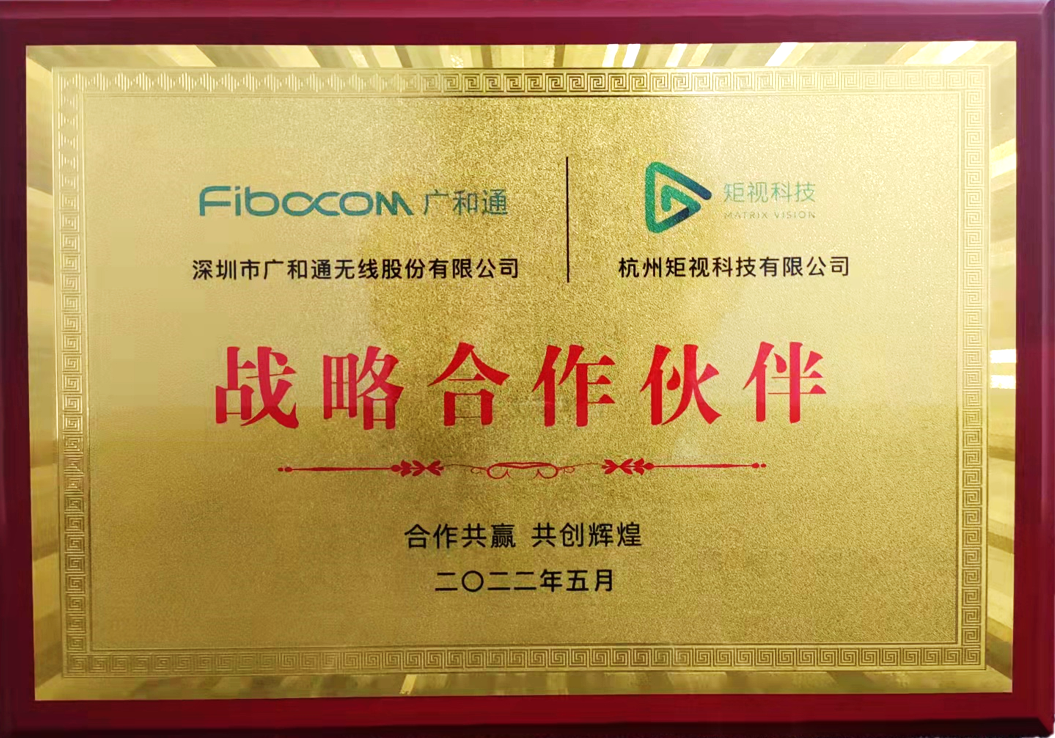 Fibocom 广和通
矩视科技
MATRIX VISION
深圳市广和通无线股份有限公司
杭州矩视科技有限公司
战略合作伙伴
合作共赢 共创辉煌
二〇二二年五月